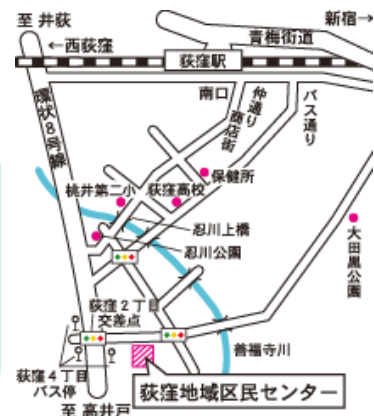 至 井荻
新宿→
←西荻窪
青梅街道
荻窪駅
南口
仲通り
商店街
バス通り
環状8号線
保健所
桃井第二小
荻窪高校
忍川上橋
忍川公園
大田黒公園
荻窪2丁目
交差点
荻窪4丁目
バス停
善福寺川
荻窪地域区民センター
至 高井戸